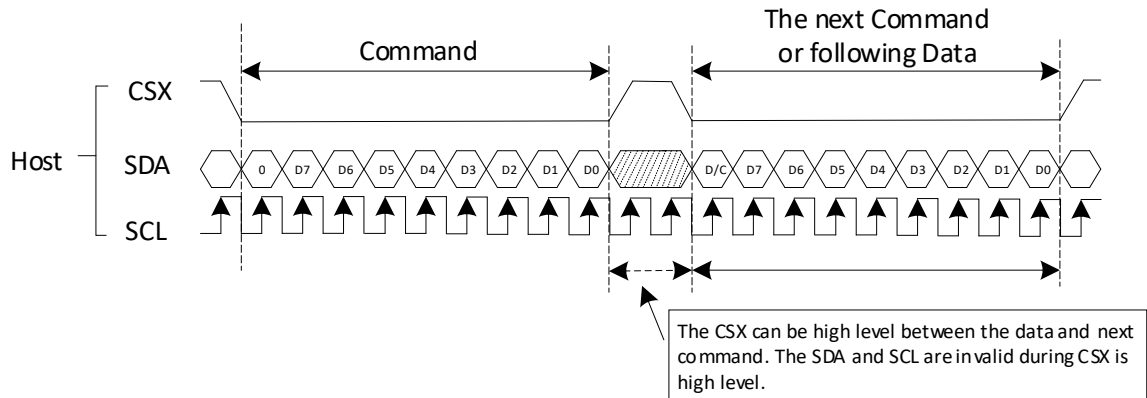 Command
The next Command
or following Data
CSX
Host
SDA
0 D7 D6 D5 D4 D3 D2 D1 D0 D/C D7 D6 D5 D4 D3 D2 D1 D0
SCL
The CSX can be high level between the data and next
command. The SDA and SCL are invalid during CSX is
high level.